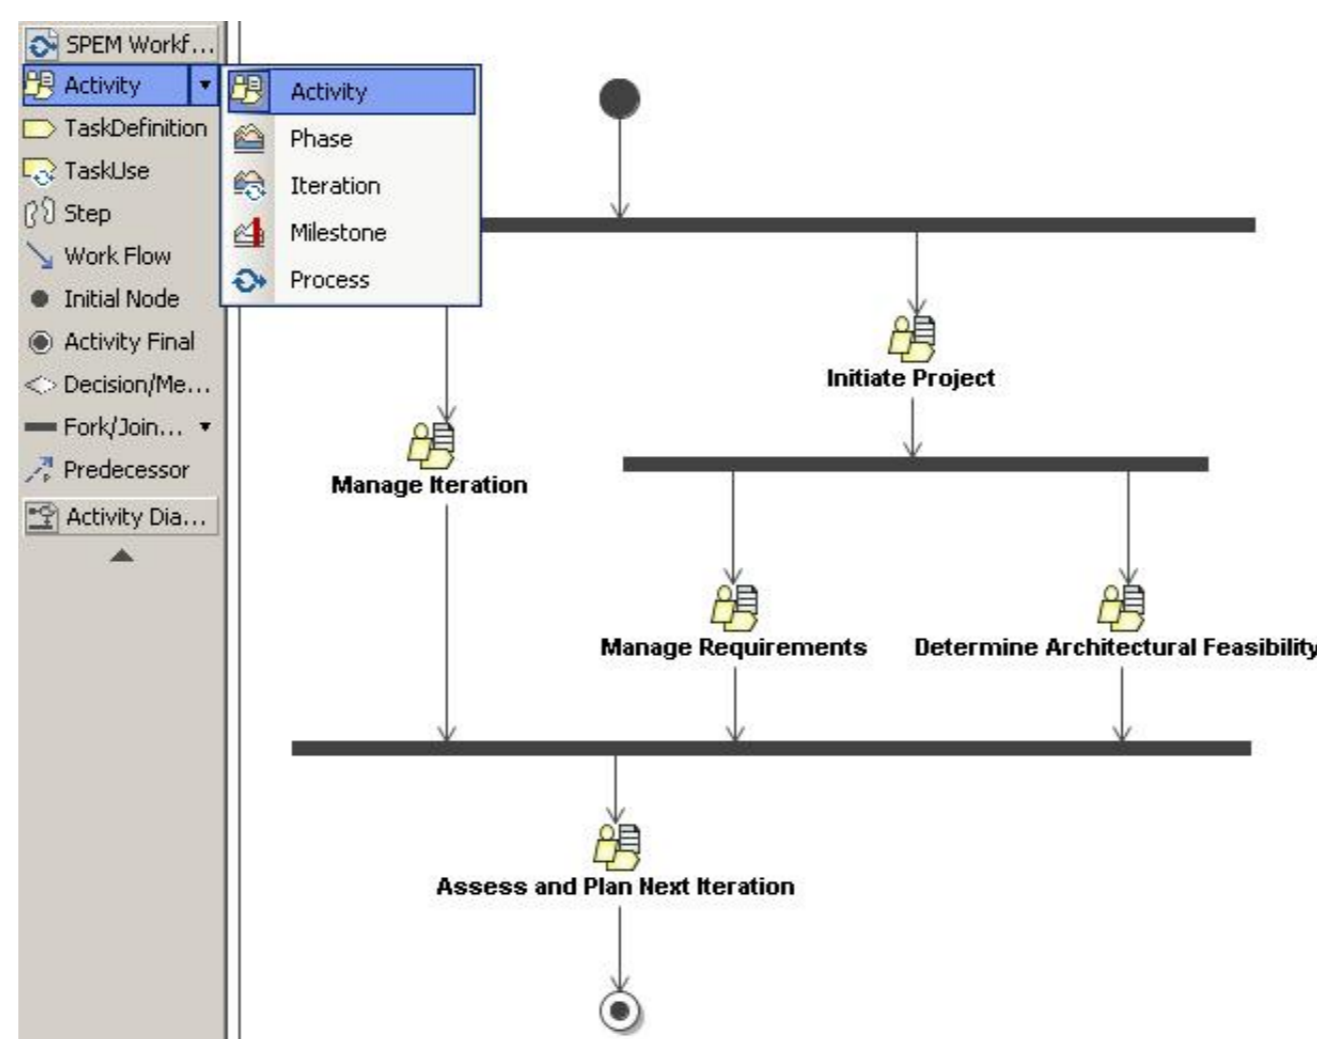 SPEM Workf...
Activity
TaskDefinition
TaskUse
Step
Work Flow
Initial Node
Activity Final
Decision/Me...
Fork/Join...
Predecessor
Activity Dia...
Activity
Phase
Iteration
Milestone
Process
Initiate Project
Manage Iteration
Manage Requirements
Determine Architectural Feasibility
Assess and Plan Next Iteration